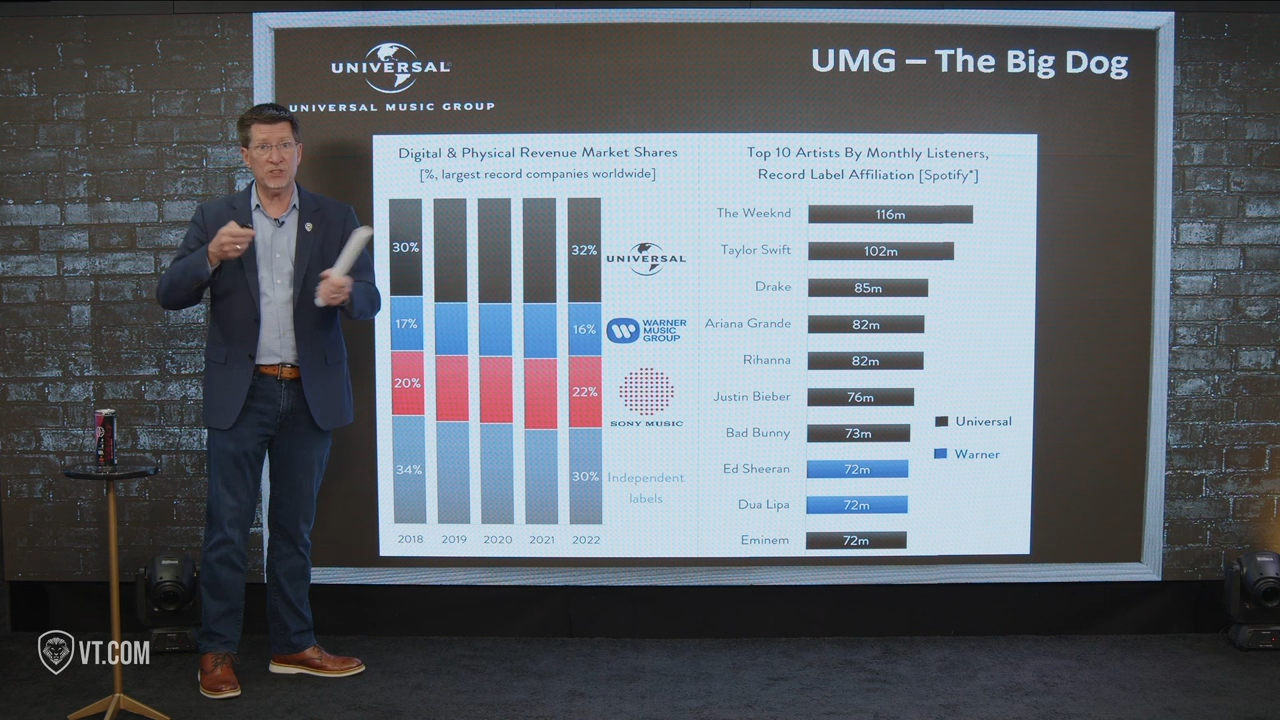 UNIVERSAL
UNIVERSAL MUSIC GROUP
UMG – The Big Dog
Digital & Physical Revenue Market Shares
[%, largest record companies worldwide]
30%
32%
UNIVERSAL
17%
16%
WARNER
MUSIC
GROUP
20%
22%
SONY MUSIC
34%
30%
Independent
labels
2018 2019 2020 2021 2022
Top 10 Artists By Monthly Listeners,
Record Label Affiliation [Spotify*]
The Weeknd 116m
Taylor Swift 102m
Drake 85m
Ariana Grande 82m
Rihanna 82m
Justin Bieber 76m
Bad Bunny 73m
Ed Sheeran 72m
Dua Lipa 72m
Eminem 72m
Universal
Warner
VT.COM